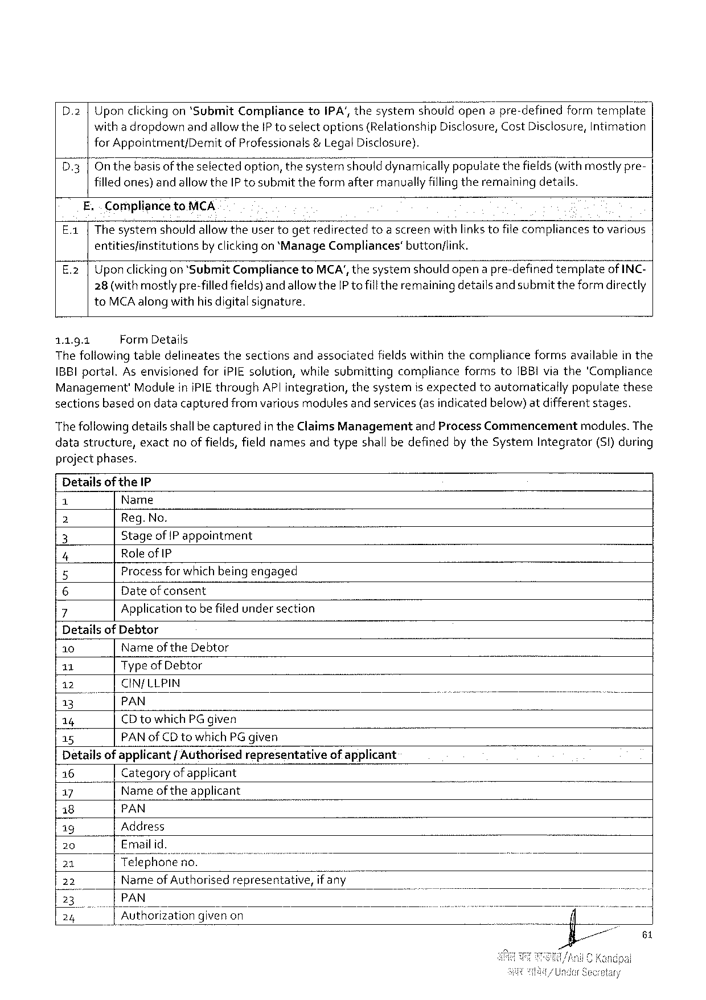 D.2 Upon clicking on 'Submit Compliance to IPA', the system should open a pre-defined form template
with a dropdown and allow the IP to select options (Relationship Disclosure, Cost Disclosure, Intimation
for Appointment/Demit of Professionals & Legal Disclosure).
D.3 On the basis of the selected option, the system should dynamically populate the fields (with mostly pre-
filled ones) and allow the IP to submit the form after manually filling the remaining details.
E. Compliance to MCA
E.1 The system should allow the user to get redirected to a screen with links to file compliances to various
entities/institutions by clicking on 'Manage Compliances' button/link.
E.2 Upon clicking on 'Submit Compliance to MCA', the system should open a pre-defined template of INC-
28 (with mostly pre-filled fields) and allow the IP to fill the remaining details and submit the form directly
to MCA along with his digital signature.
1.1.9.1 Form Details
The following table delineates the sections and associated fields within the compliance forms available in the
IBBI portal. As envisioned for iPIE solution, while submitting compliance forms to IBBI via the 'Compliance
Management' Module in iPIE through API integration, the system is expected to automatically populate these
sections based on data captured from various modules and services (as indicated below) at different stages.
The following details shall be captured in the Claims Management and Process Commencement modules. The
data structure, exact no of fields, field names and type shall be defined by the System Integrator (SI) during
project phases.
Details of the IP
1 Name
2 Reg. No.
3 Stage of IP appointment
4 Role of IP
5 Process for which being engaged
6 Date of consent
7 Application to be filed under section
Details of Debtor
10 Name of the Debtor
11 Type of Debtor
12 CIN/ LLPIN
13 PAN
14 CD to which PG given
15 PAN of CD to which PG given
Details of applicant / Authorised representative of applicant
16 Category of applicant
17 Name of the applicant
18 PAN
19 Address
20 Email id.
21 Telephone no.
22 Name of Authorised representative, if any
23 PAN
24 Authorization given on
61
/Anil C Kandpal
/Under Secretary